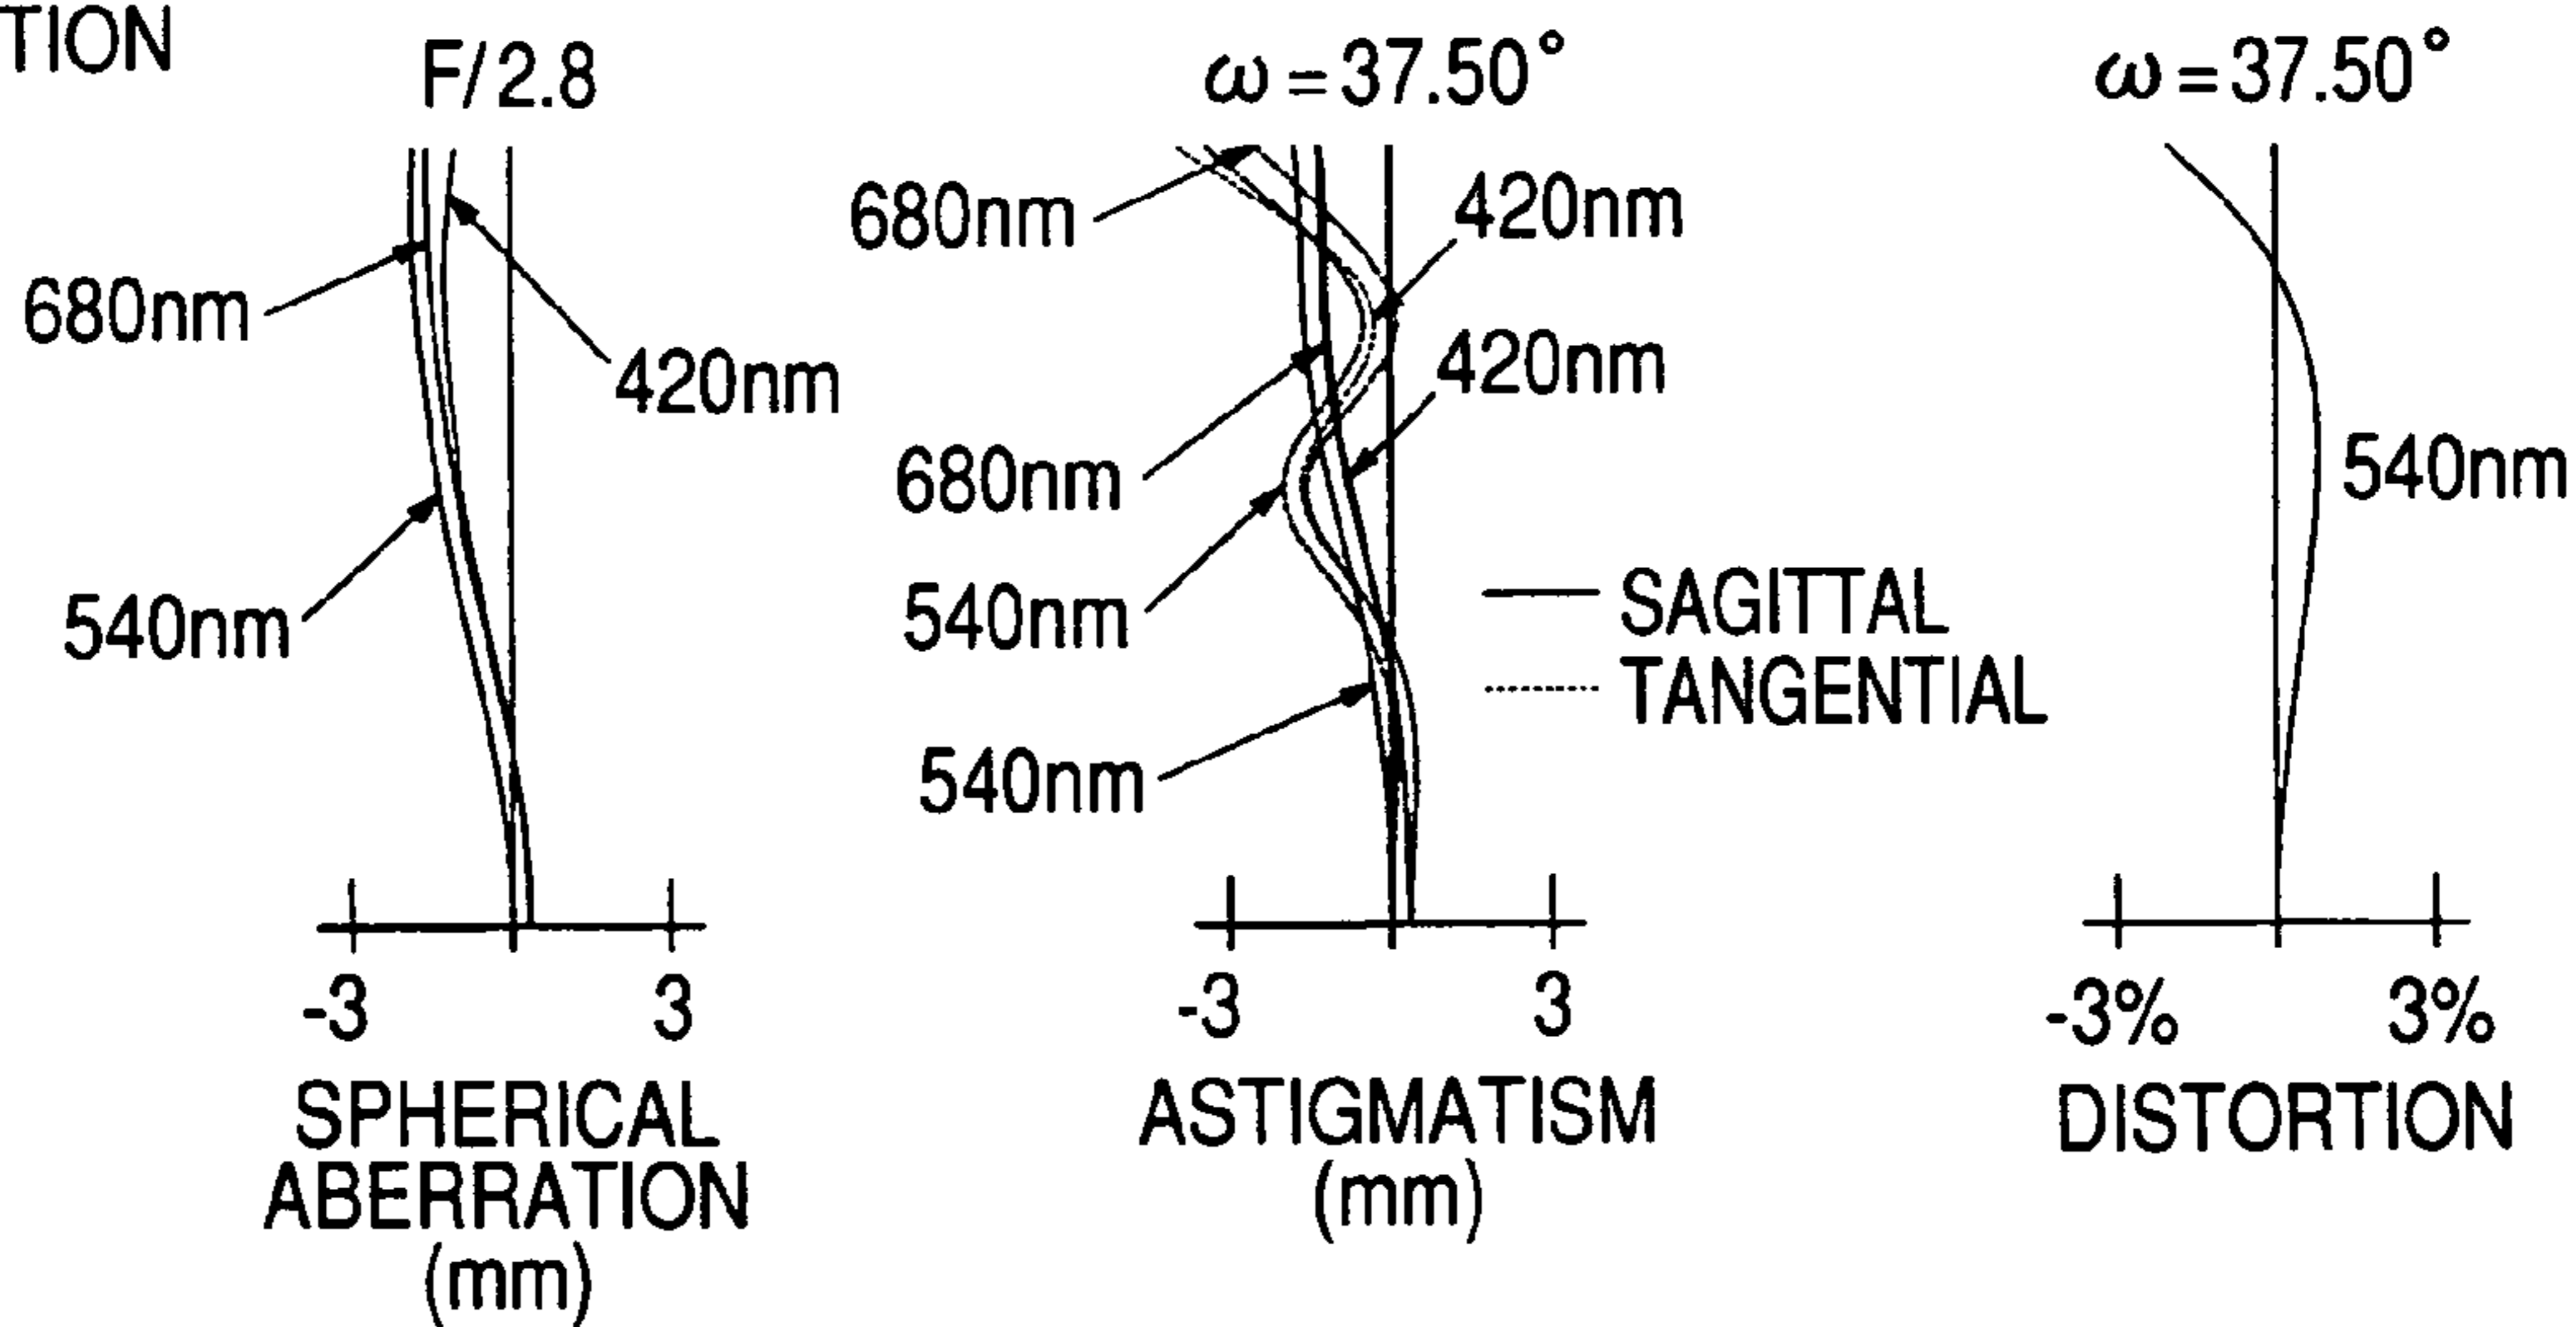 TION
F/2.8
680nm
420nm
540nm
-3 3
SPHERICAL
ABERRATION
(mm)
ω=37.50°
680nm
420nm
420nm
680nm
540nm
540nm
SAGITTAL
TANGENTIAL
-3 3
ASTIGMATISM
(mm)
ω=37.50°
540nm
-3% 3%
DISTORTION